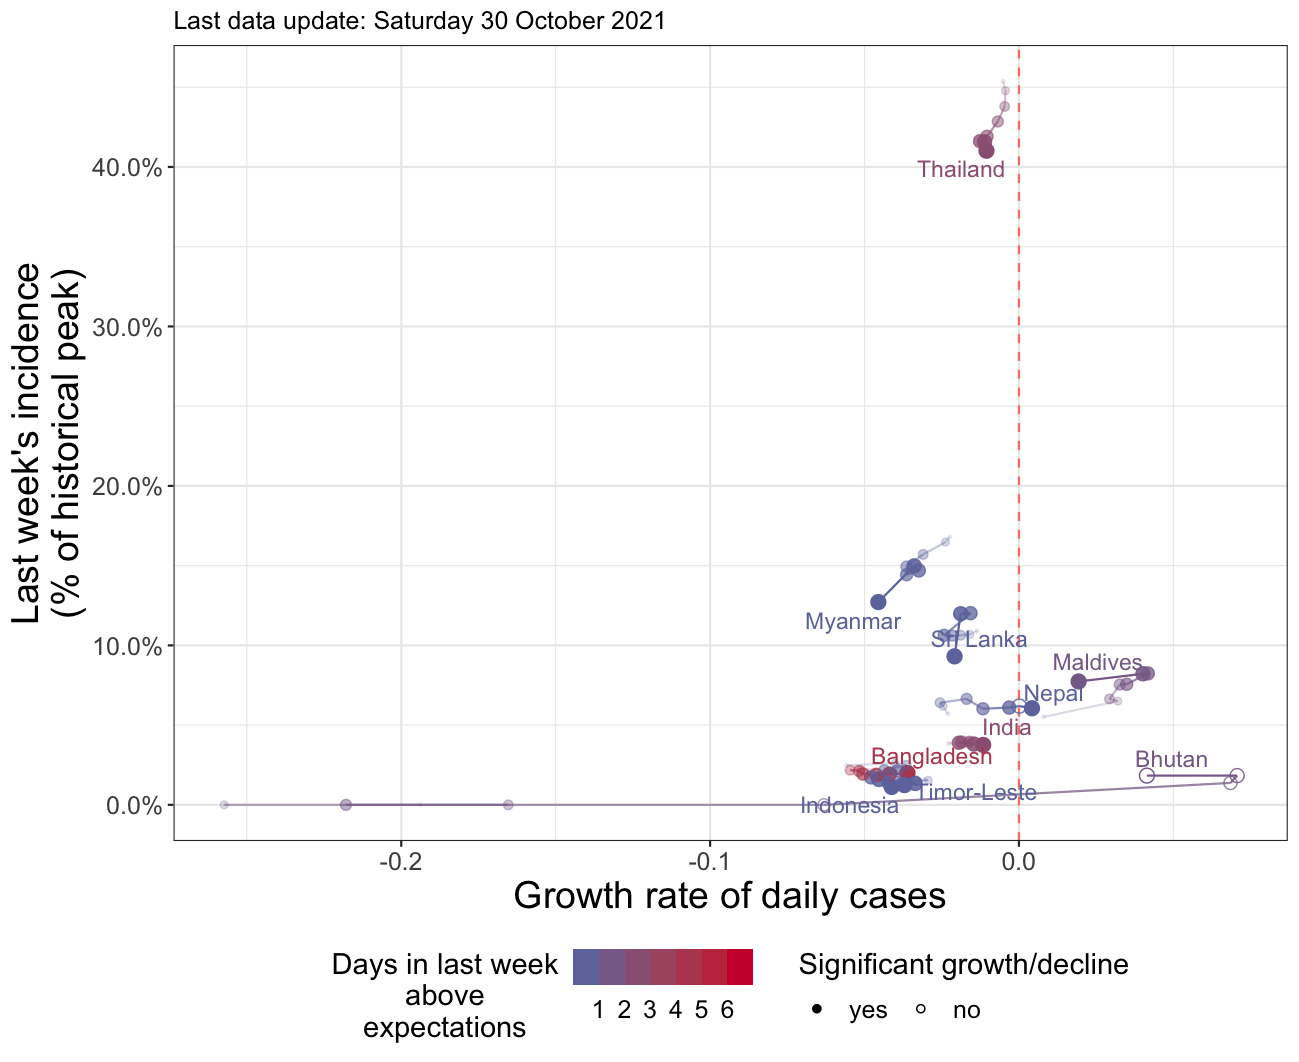 Last data update: Saturday 30 October 2021
Last week's incidence
(% of historical peak)
40.0%
30.0%
20.0%
10.0%
0.0%
Thailand
Myanmar
Sri Lanka
Maldives
Nepal
India
Bangladesh
Bhutan
Timor-Leste
Indonesia
-0.2
-0.1
0.0
Growth rate of daily cases
Days in last week
above
expectations
1 2 3 4 5 6
Significant growth/decline
yes
no